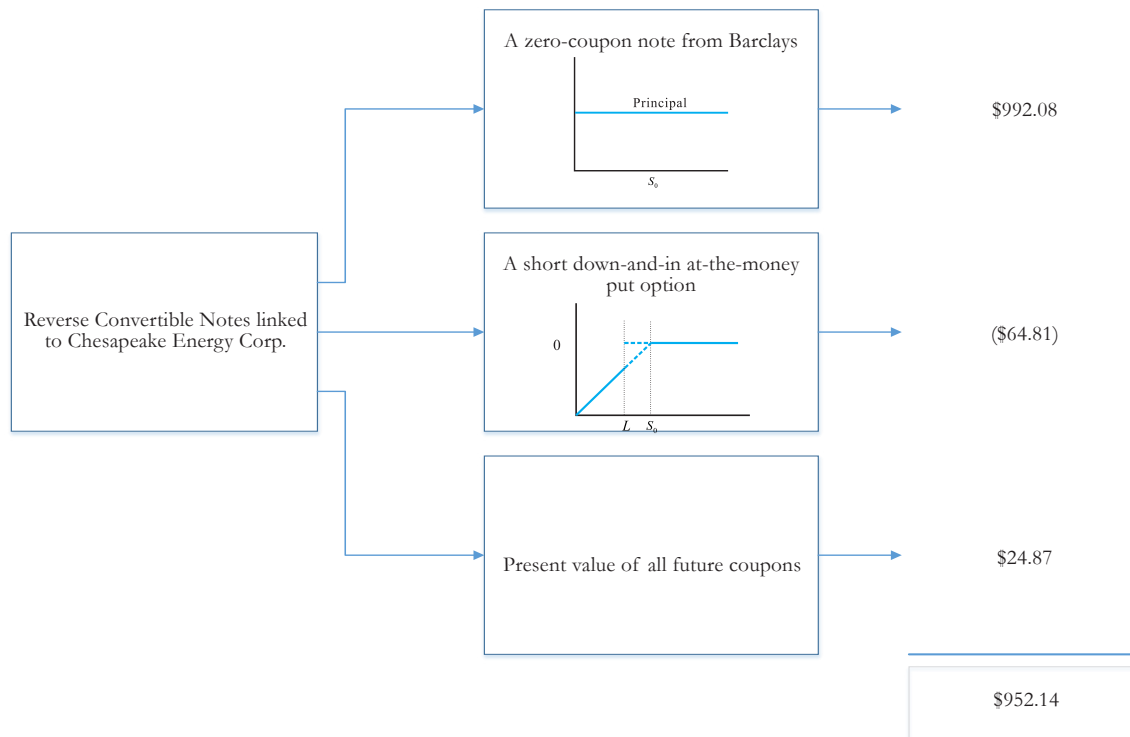 A zero-coupon note from Barclays
Principal
S₀
$992.08
Reverse Convertible Notes linked
to Chesapeake Energy Corp.
A short down-and-in at-the-money
put option
0
L S₀
($64.81)
Present value of all future coupons
$24.87
$952.14